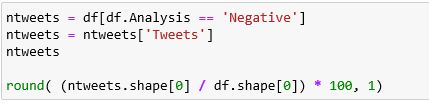 ntweets = df[df.Analysis == 'Negative']
ntweets = ntweets['Tweets']
ntweets
round( (ntweets.shape[0] / df.shape[0]) * 100, 1)